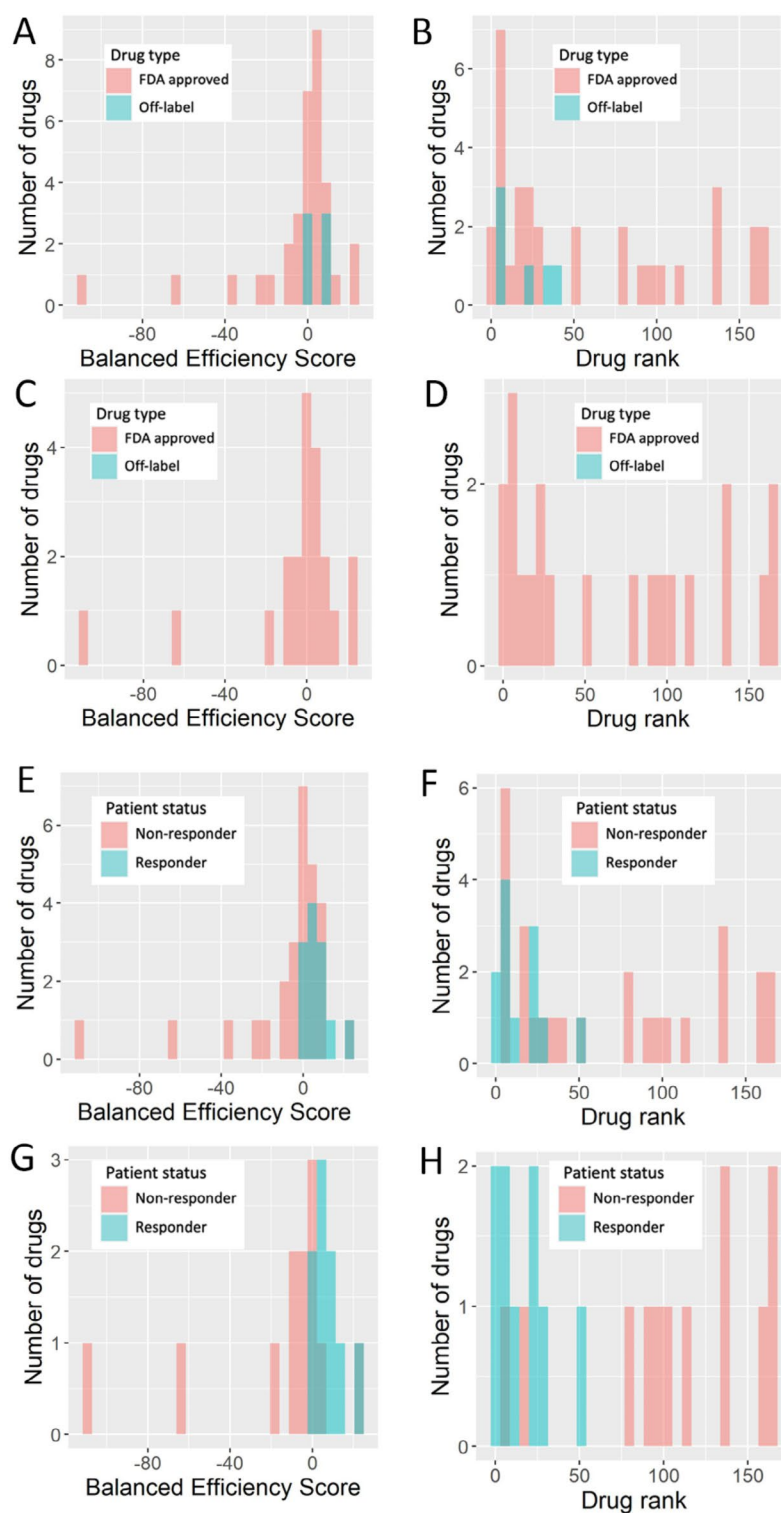 A
Number of drugs
9
6
4
2
0
Drug type
FDA approved
Off-label
-80
-40
0
Balanced Efficiency Score
B
Number of drugs
7
5
3
2
0
Drug type
FDA approved
Off-label
0
50
100
150
Drug rank
C
Number of drugs
4
2
0
Drug type
FDA approved
Off-label
-80
-40
0
Balanced Efficiency Score
D
Number of drugs
2
0
Drug type
FDA approved
Off-label
0
50
100
150
Drug rank
E
Number of drugs
7
5
3
2
0
Patient status
Non-responder
Responder
-80
-40
0
Balanced Efficiency Score
F
Number of drugs
6
4
2
0
Patient status
Non-responder
Responder
0
50
100
150
Drug rank
G
Number of drugs
3
2
1
0
Patient status
Non-responder
Responder
-80
-40
0
Balanced Efficiency Score
H
Number of drugs
2
1
0
Patient status
Non-responder
Responder
0
50
100
150
Drug rank